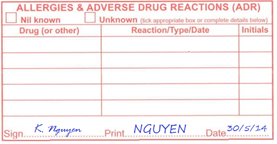 ALLERGIES & ADVERSE DRUG REACTIONS (ADR)
Nil known Unknown (tick appropriate box or complete details below)
Drug (or other) Reaction/Type/Date Initials
Sign K. Nguyen Print NGUYEN Date 30/5/14